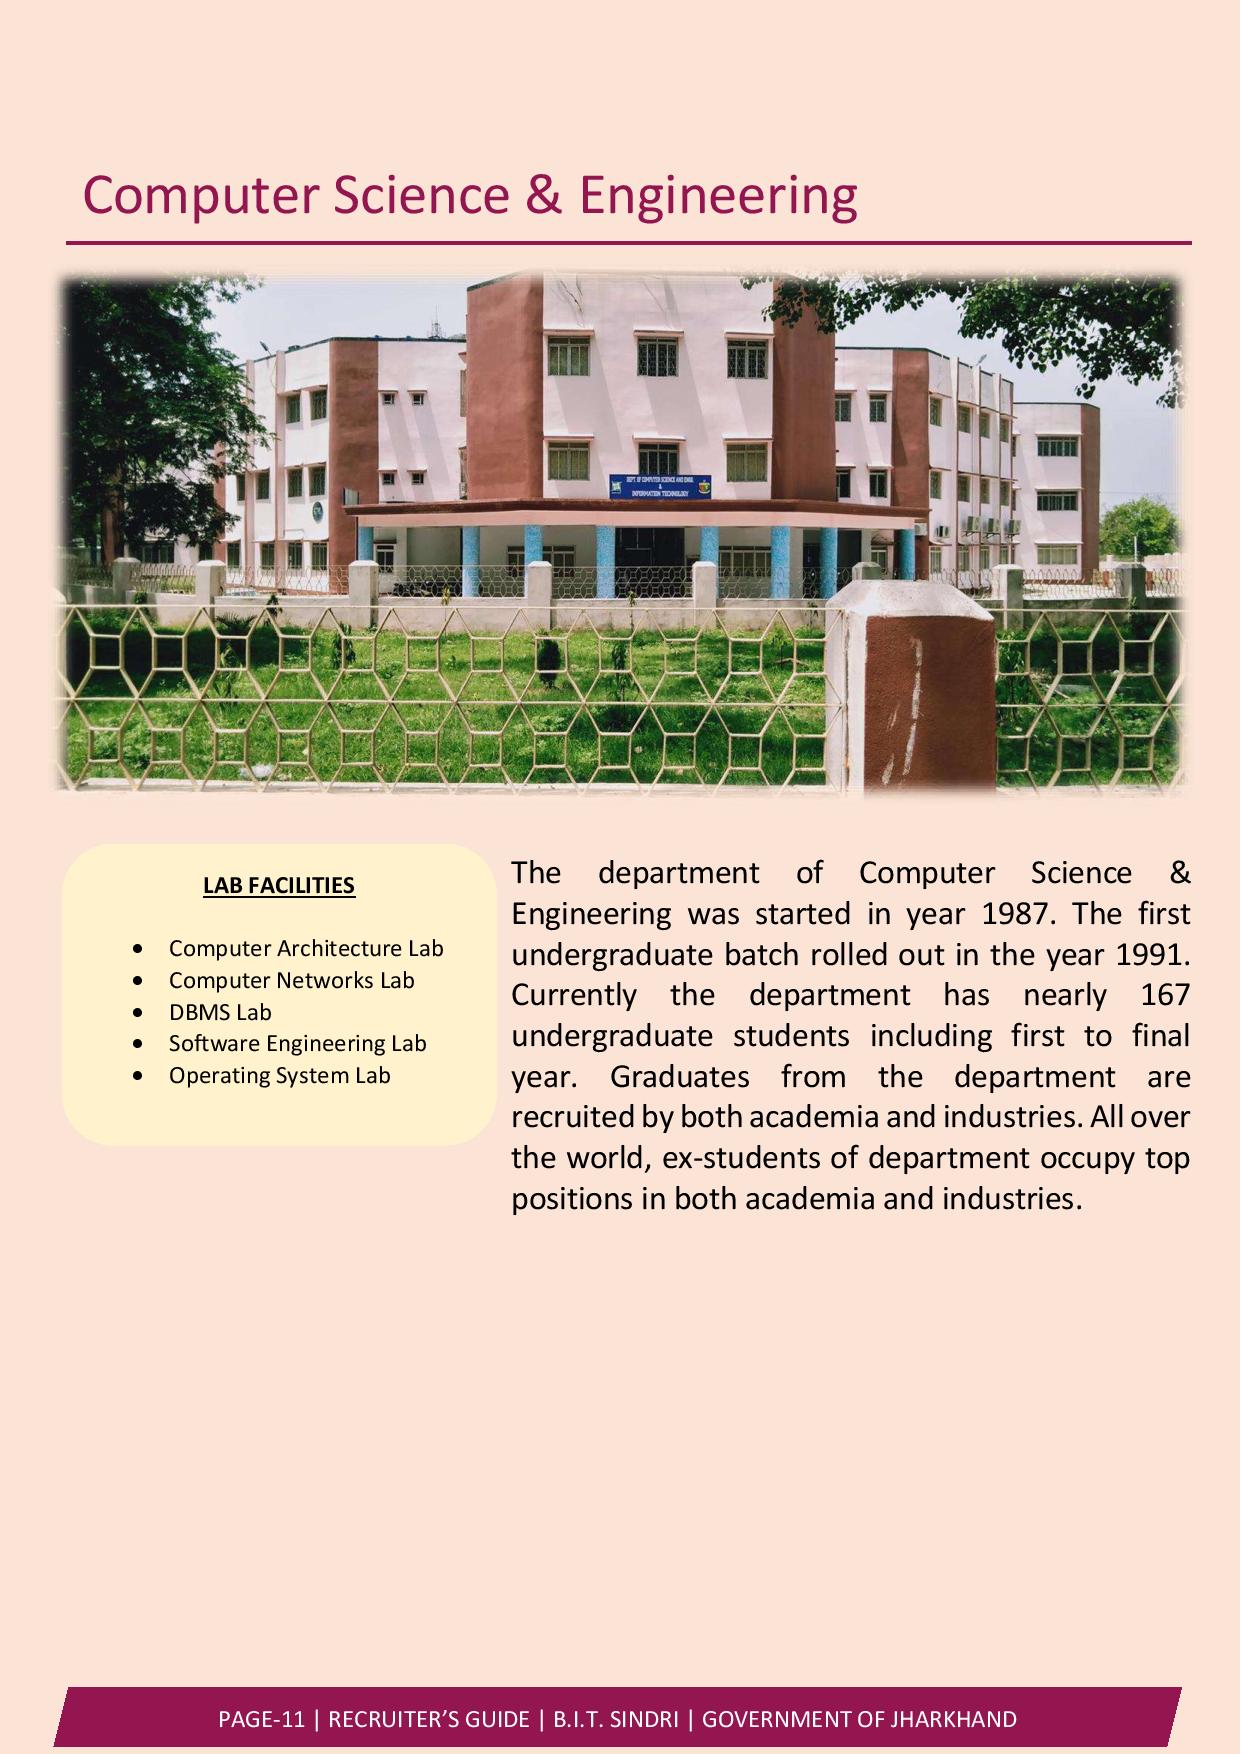 Computer Science & Engineering
DEPT. OF COMPUTER SCIENCE AND ENGG.
&
INFORMATION TECHNOLOGY
LAB FACILITIES
• Computer Architecture Lab
• Computer Networks Lab
• DBMS Lab
• Software Engineering Lab
• Operating System Lab
The department of Computer Science &
Engineering was started in year 1987. The first
undergraduate batch rolled out in the year 1991.
Currently the department has nearly 167
undergraduate students including first to final
year. Graduates from the department are
recruited by both academia and industries. All over
the world, ex-students of department occupy top
positions in both academia and industries.
PAGE-11 | RECRUITER’S GUIDE | B.I.T. SINDRI | GOVERNMENT OF JHARKHAND